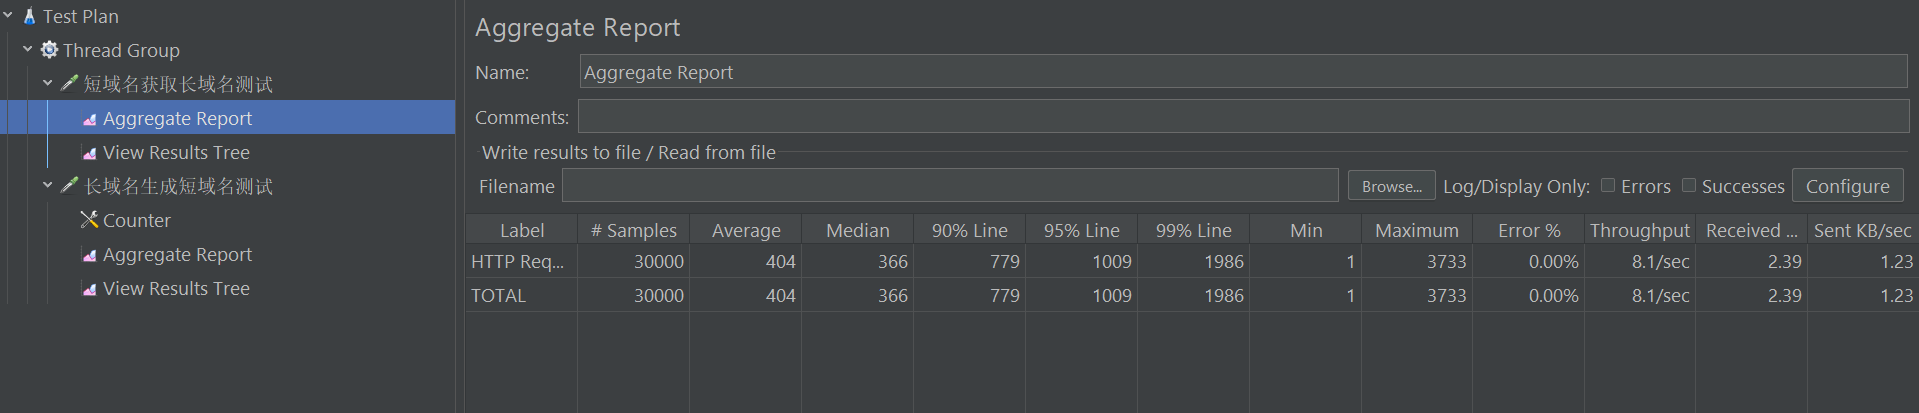 Test Plan
Thread Group
短域名获取长域名测试
Aggregate Report
View Results Tree
长域名生成短域名测试
Counter
Aggregate Report
View Results Tree
Aggregate Report
Name: Aggregate Report
Comments:
Write results to file / Read from file
Filename Browse... Log/Display Only: Errors Successes Configure
Label # Samples Average Median 90% Line 95% Line 99% Line Min Maximum Error % Throughput Received ... Sent KB/sec
HTTP Req... 30000 404 366 779 1009 1986 1 3733 0.00% 8.1/sec 2.39 1.23
TOTAL 30000 404 366 779 1009 1986 1 3733 0.00% 8.1/sec 2.39 1.23